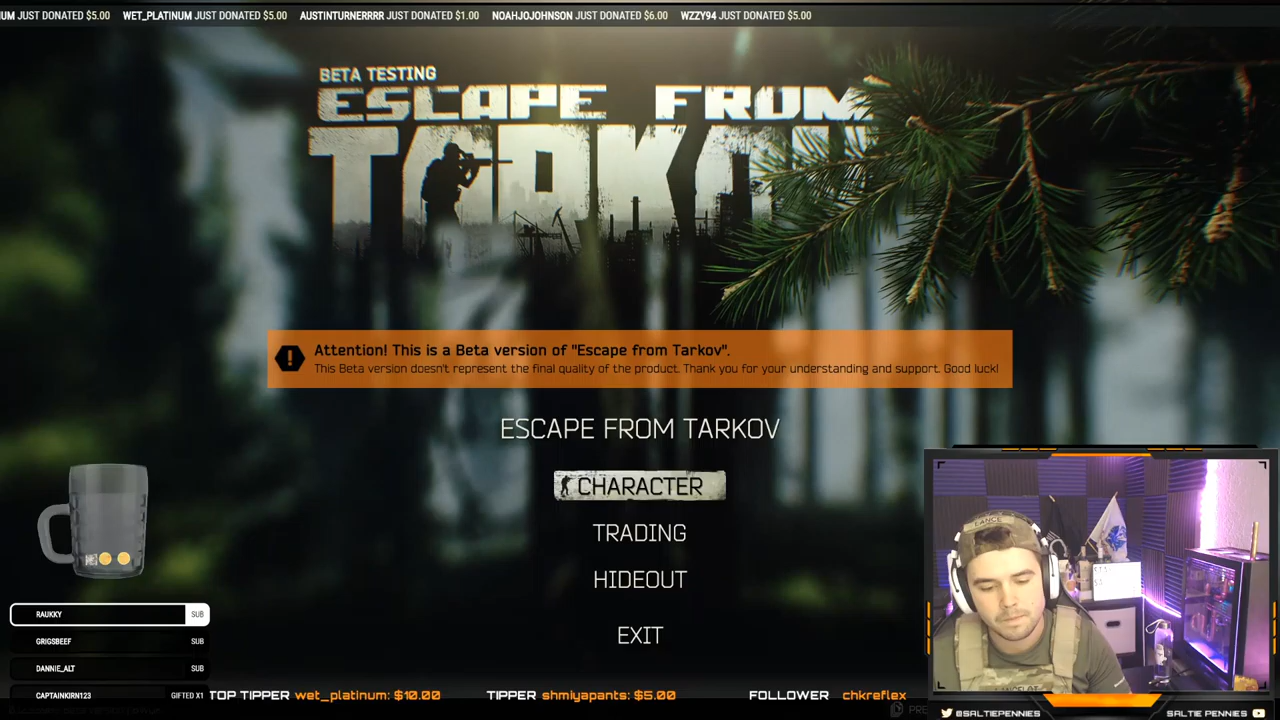 UM JUST DONATED $5.00 WET_PLATINUM JUST DONATED $5.00 AUSTINTURNERRRR JUST DONATED $1.00 NOAHJOJOHNSON JUST DONATED $6.00 WZZY94 JUST DONATED $5.00
BETA TESTING
ESCAPE FROM
TARKOV
Attention! This is a Beta version of "Escape from Tarkov".
This Beta version doesn't represent the final quality of the product. Thank you for your understanding and support. Good luck!
ESCAPE FROM TARKOV
CHARACTER
TRADING
HIDEOUT
EXIT
RAUKKY SUB
GRIGSBEEF SUB
DANNIE_ALT SUB
CAPTAINKIRN123 GIFTED X1
TOP TIPPER wet_platinum: $10.00 TIPPER shmiyapants: $5.00 FOLLOWER chkreflex
LANCE
@SALTIEPENNIES SALTIE PENNIES